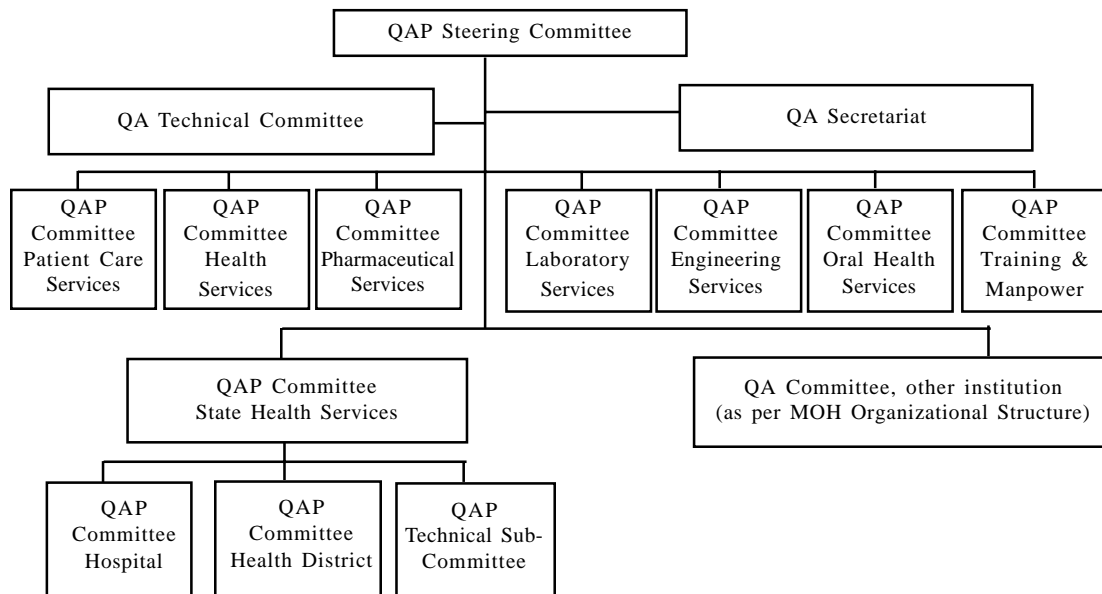 QAP Steering Committee
QA Technical Committee
QA Secretariat
QAP
Committee
Patient Care
Services
QAP
Committee
Health
Services
QAP
Committee
Pharmaceutical
Services
QAP
Committee
Laboratory
Services
QAP
Committee
Engineering
Services
QAP
Committee
Oral Health
Services
QAP
Committee
Training &
Manpower
QAP Committee
State Health Services
QA Committee, other institution
(as per MOH Organizational Structure)
QAP
Committee
Hospital
QAP
Committee
Health District
QAP
Technical Sub-
Committee